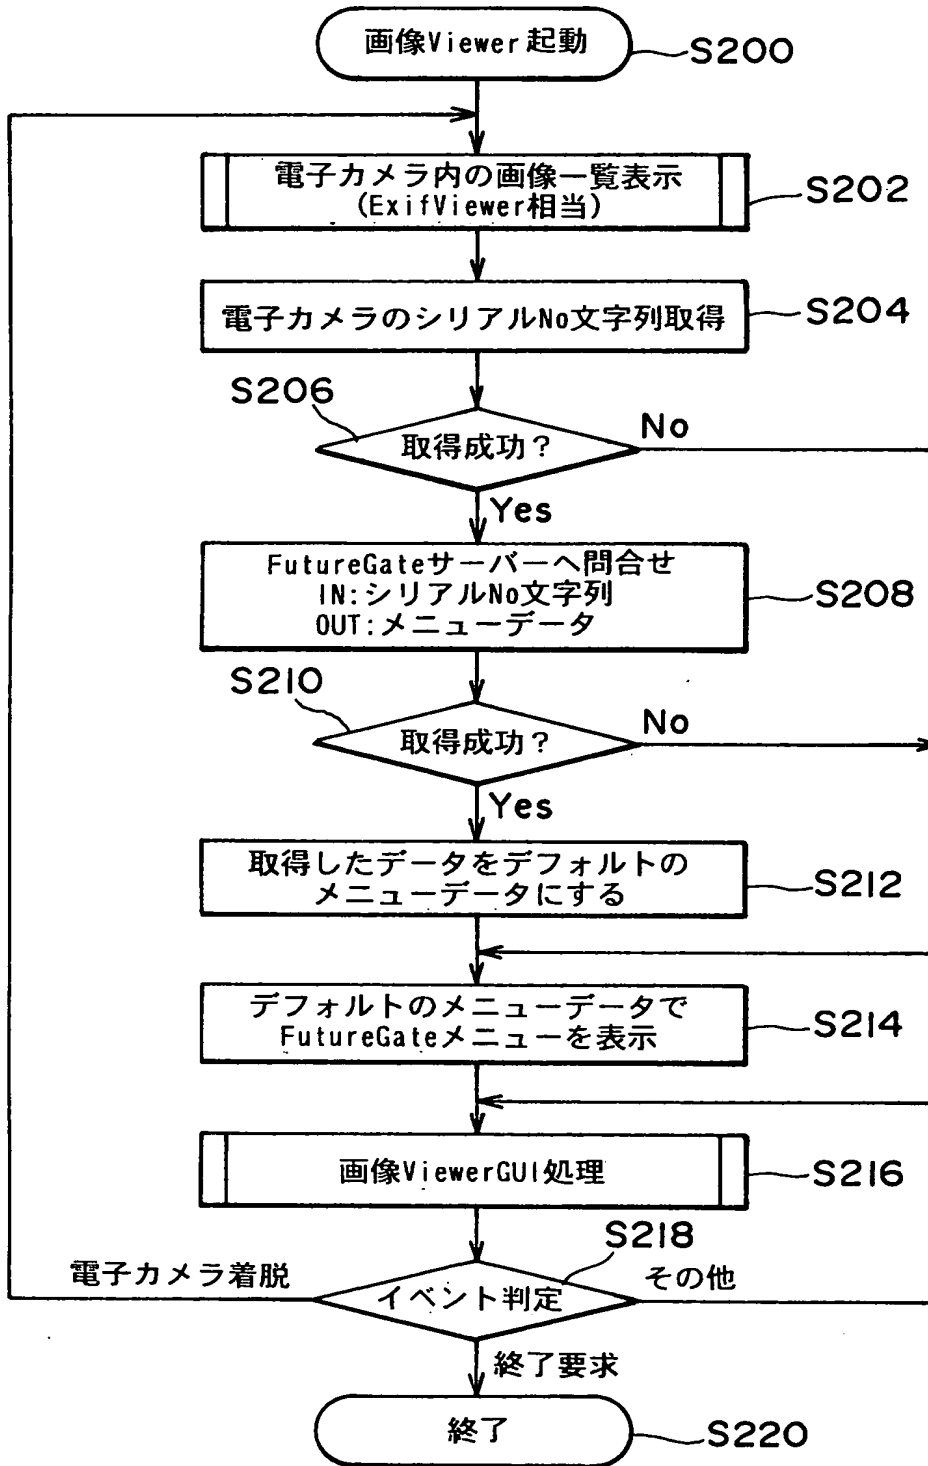 画像Viewer起動
S200
電子カメラ内の画像一覧表示
(ExifViewer相当)
S202
電子カメラのシリアルNo文字列取得
S204
S206
取得成功?
No
Yes
FutureGateサーバーへ問合せ
IN:シリアルNo文字列
OUT:メニューデータ
S208
S210
取得成功?
No
Yes
取得したデータをデフォルトの
メニューデータにする
S212
デフォルトのメニューデータで
FutureGateメニューを表示
S214
画像ViewerGUI処理
S216
S218
電子カメラ着脱
イベント判定
その他
終了要求
終了
S220